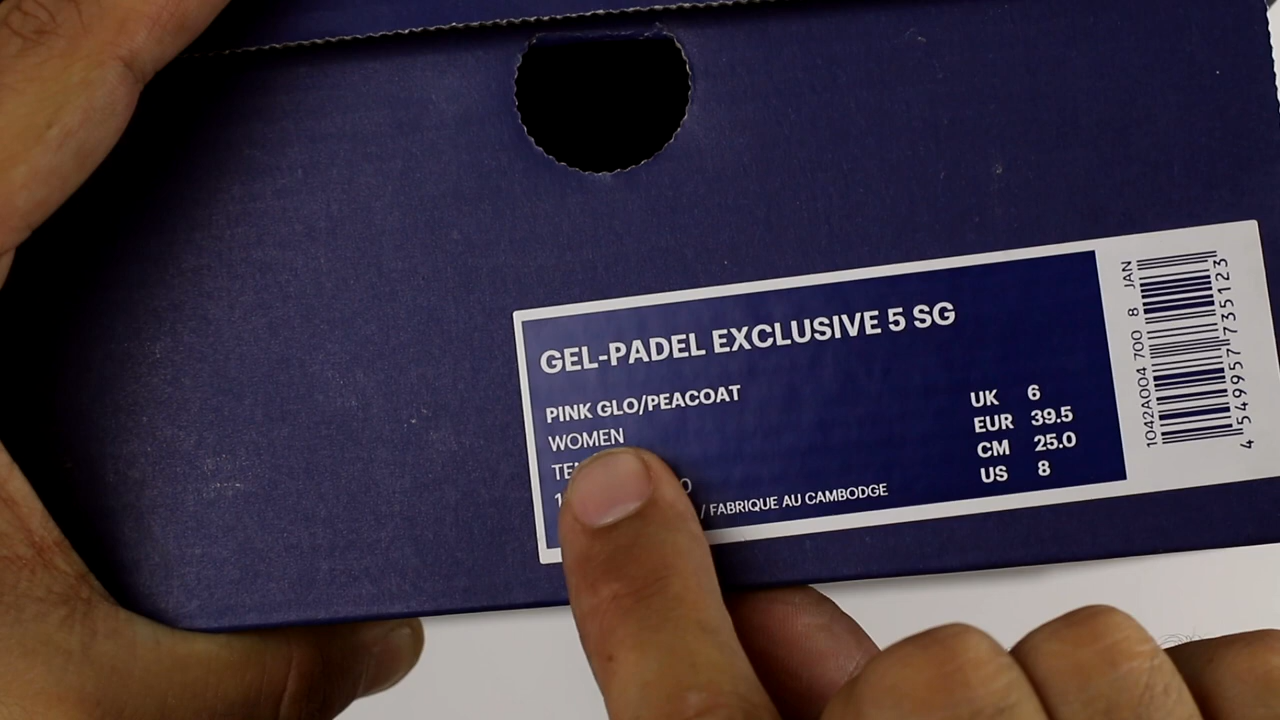 GEL-PADEL EXCLUSIVE 5 SG
PINK GLO/PEACOAT
WOMEN
/ FABRIQUE AU CAMBODGE
UK 6
EUR 39.5
CM 25.0
US 8
1042A004 700 8 JAN
4 549957 735123